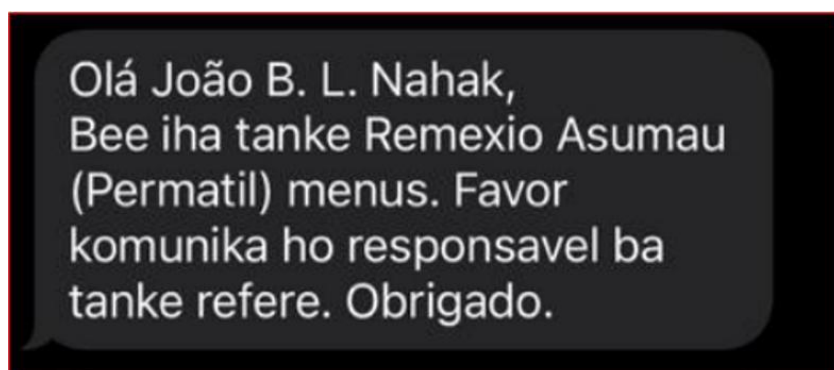 Olá João B. L. Nahak,
Bee iha tanke Remexio Asumau
(Permatil) menus. Favor
komunika ho responsavel ba
tanke refere. Obrigado.